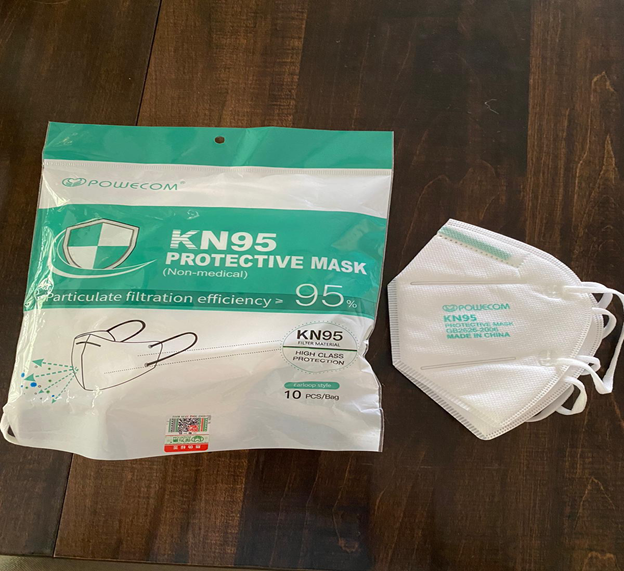 POWECOM®
KN95
PROTECTIVE MASK
(Non-medical)
Particulate filtration efficiency ≥ 95%
KN95
FILTER MATERIAL
HIGH CLASS
PROTECTION
Earloop style
10 PCS/Bag
POWECOM
KN95
PROTECTIVE MASK
GB2626-2006
MADE IN CHINA